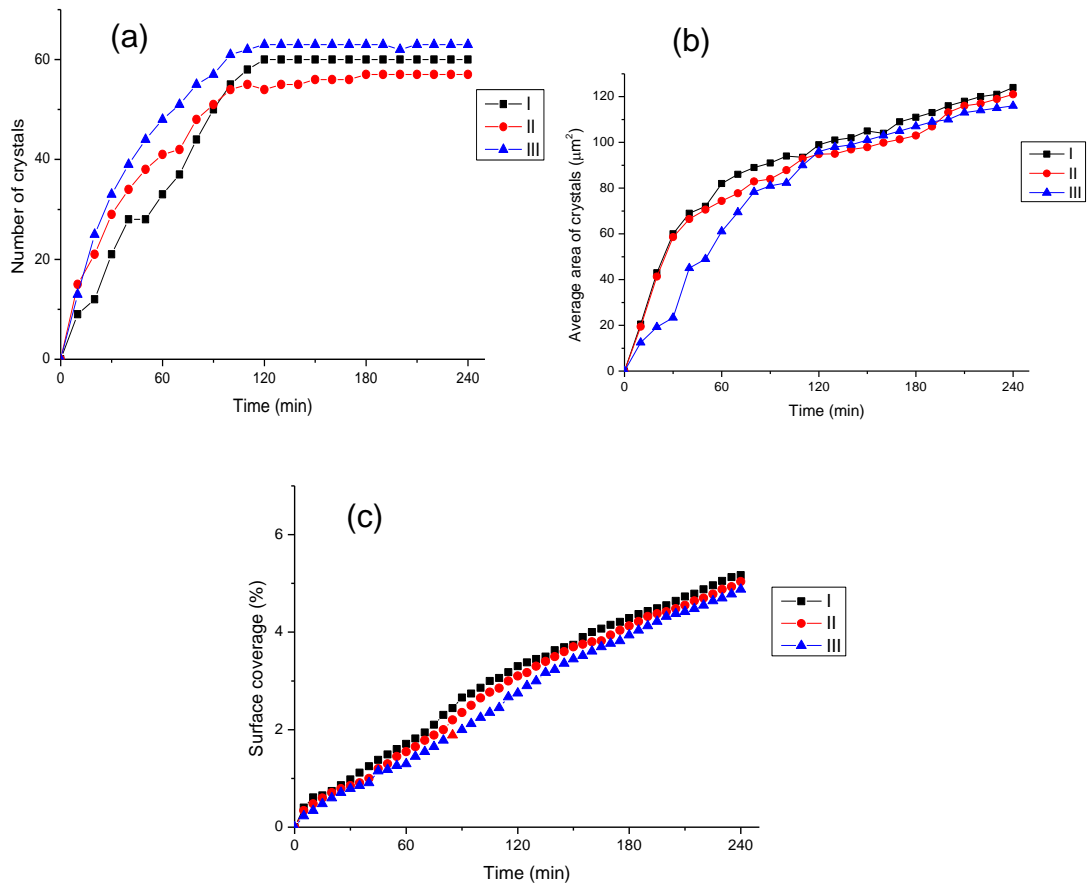 (a)
60
40
20
0
Number of crystals
0 60 120 180 240
Time (min)
I
II
III
(b)
120
100
80
60
40
20
0
Average area of crystals (μm²)
0 60 120 180 240
Time (min)
I
II
III
(c)
6
4
2
0
Surface coverage (%)
0 60 120 180 240
Time (min)
I
II
III